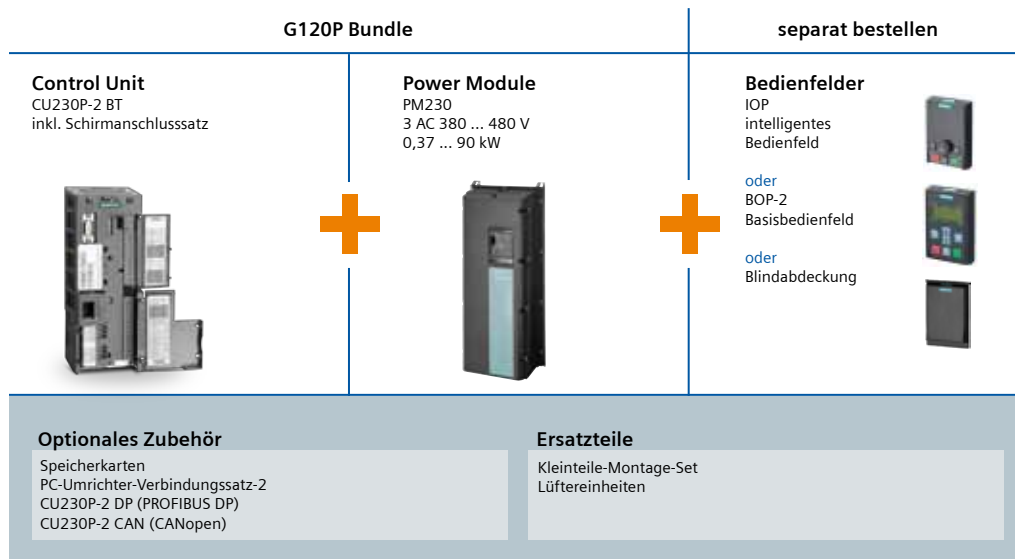 G120P Bundle
separat bestellen
Control Unit
CU230P-2 BT
inkl. Schirmanschlusssatz
Power Module
PM230
3 AC 380 ... 480 V
0,37 ... 90 kW
Bedienfelder
IOP
intelligentes
Bedienfeld
oder
BOP-2
Basisbedienfeld
oder
Blindabdeckung
Optionales Zubehör
Speicherkarten
PC-Umrichter-Verbindungssatz-2
CU230P-2 DP (PROFIBUS DP)
CU230P-2 CAN (CANopen)
Ersatzteile
Kleinteile-Montage-Set
Lüftereinheiten